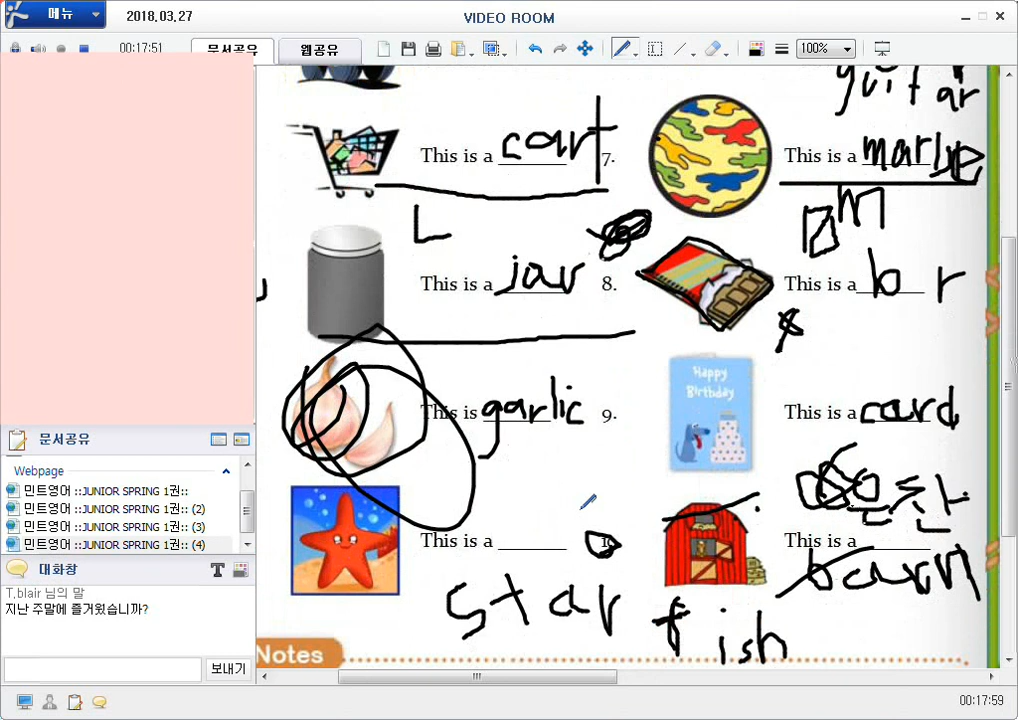 메뉴
2018.03.27
VIDEO ROOM
00:17:51
문서공유
웹공유
100%
guitar
This is a cart
7.
This is a
This is a jar
8.
This is a b r
This is garlic
9.
Happy
Birthday
This is a card
This is a
This is a
barn
star fish
Notes
문서공유
Webpage
민트영어 ::JUNIOR SPRING 1권::
민트영어 ::JUNIOR SPRING 1권:: (2)
민트영어 ::JUNIOR SPRING 1권:: (3)
민트영어 ::JUNIOR SPRING 1권:: (4)
대화창
T,blair 님의 말
지난 주말에 즐거웠습니까?
보내기
00:17:59